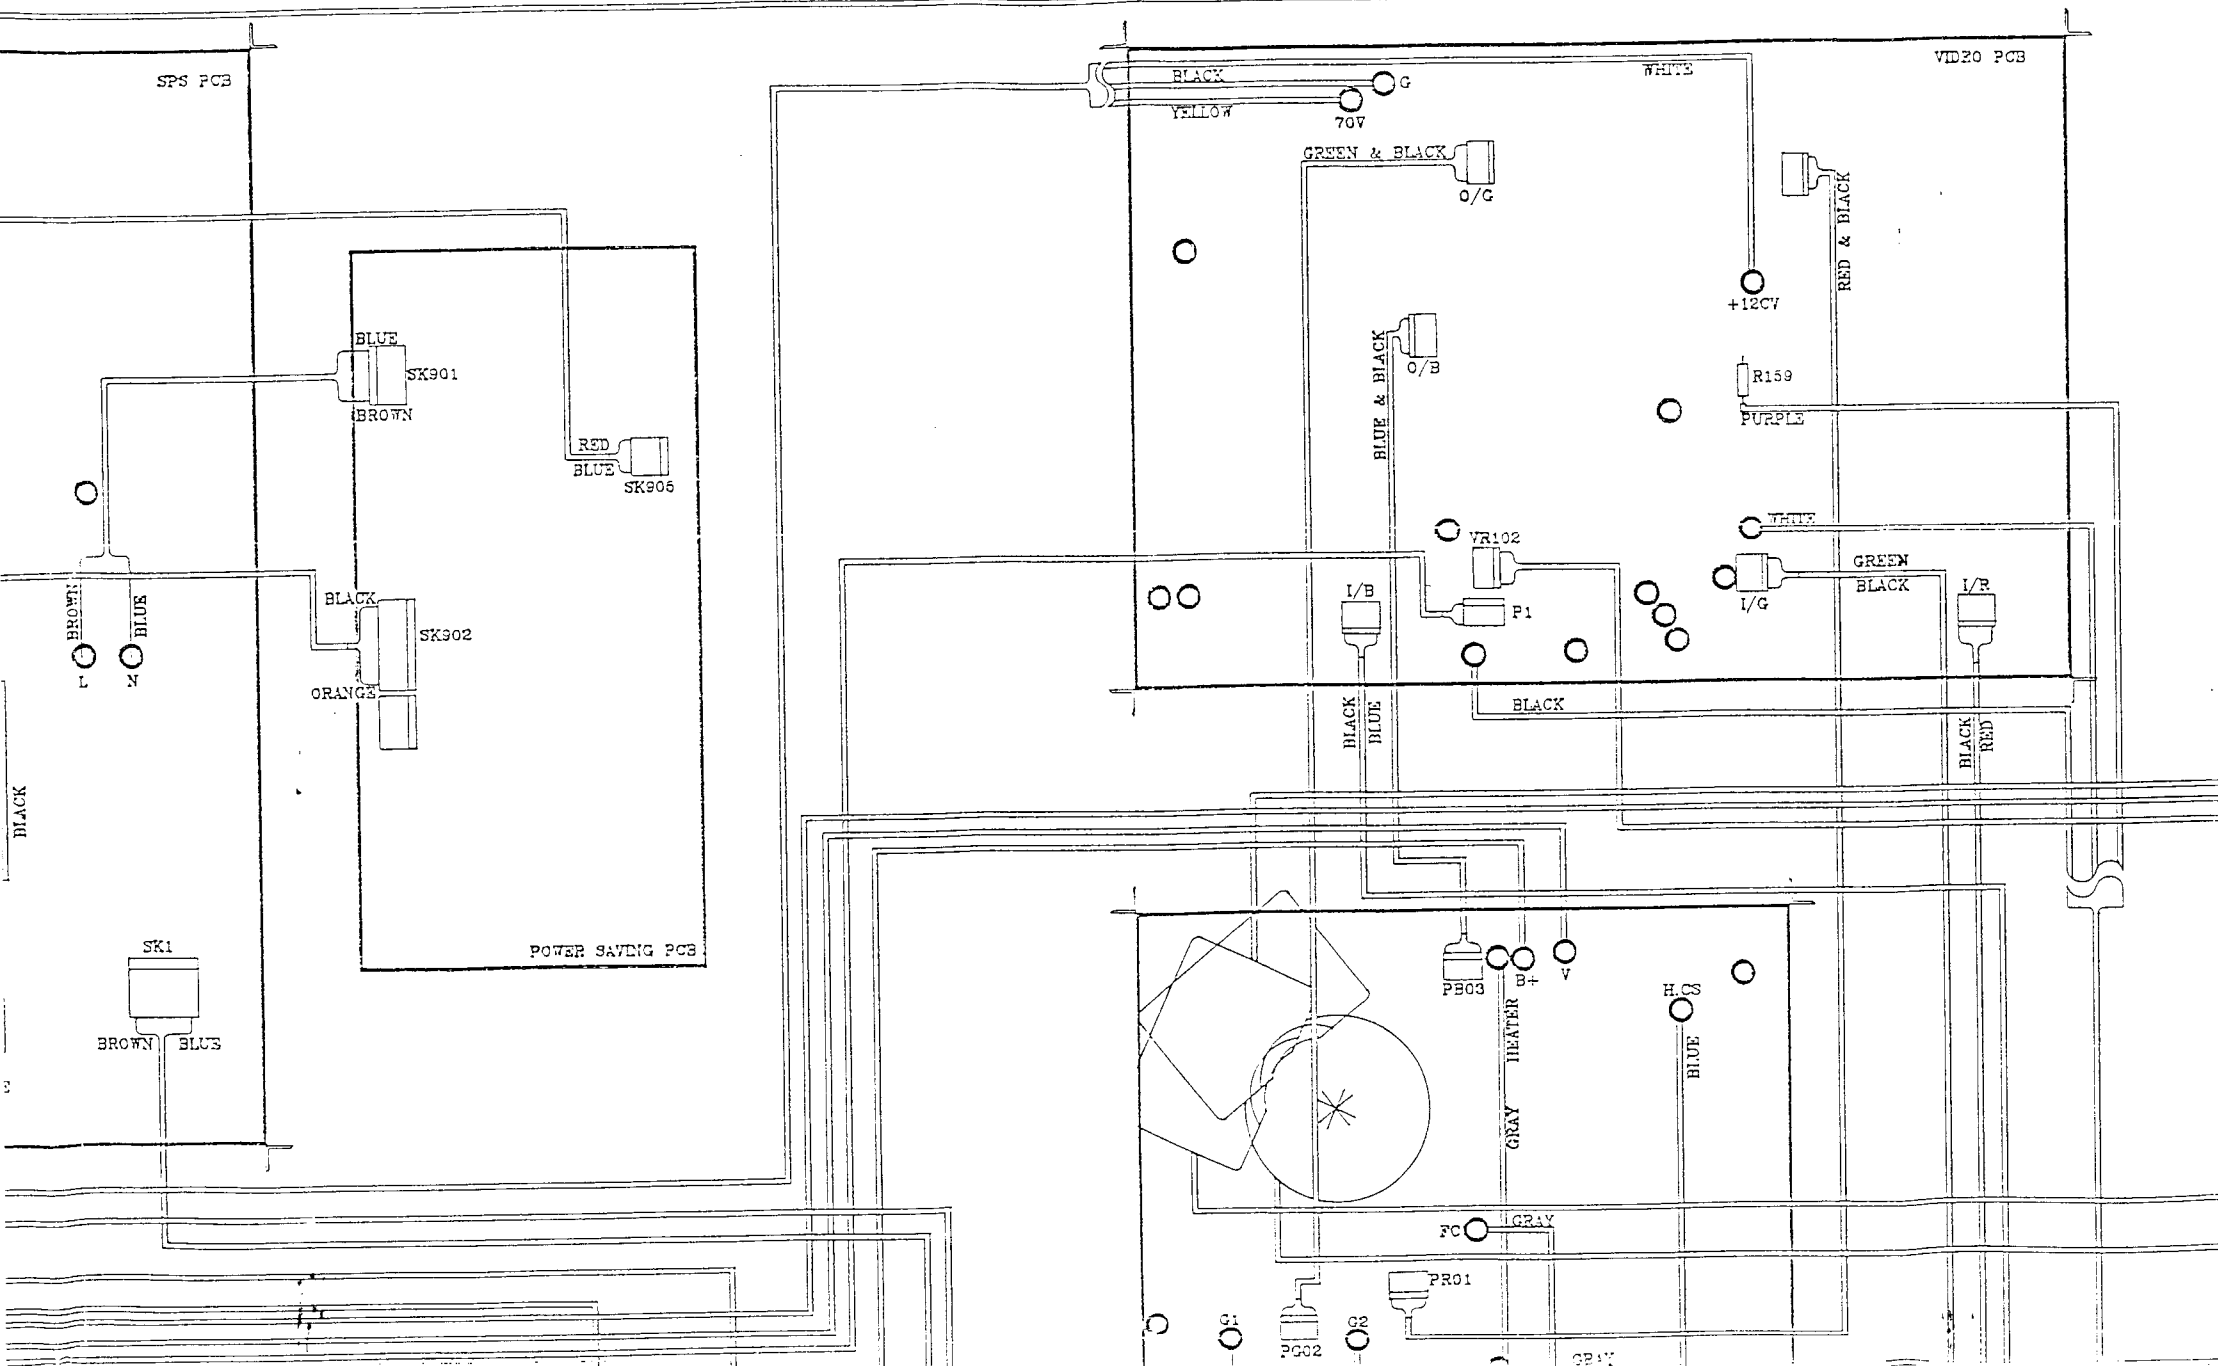 SPS PCB
BLACK
YELLOW
G
70V
WHITE
VIDEO PCB
GREEN & BLACK
O/G
RED & BLACK
+12CV
BLUE
SK901
BROWN
BLUE & BLACK
O/B
R159
PURPLE
RED
BLUE
SK905
WHITE
VR102
GREEN
BLACK
I/G
I/R
I/B
P1
BROWN
BLUE
L
N
BLACK
SK902
ORANGE
BLACK
BLUE
BLACK
BLACK
RED
BLACK
SK1
BROWN
BLUE
POWER SAVING PCB
PB03
B+
V
H.CS
HEATER
BLUE
GRAY
FC
GRAY
PR01
G1
PG02
G2
GRAY